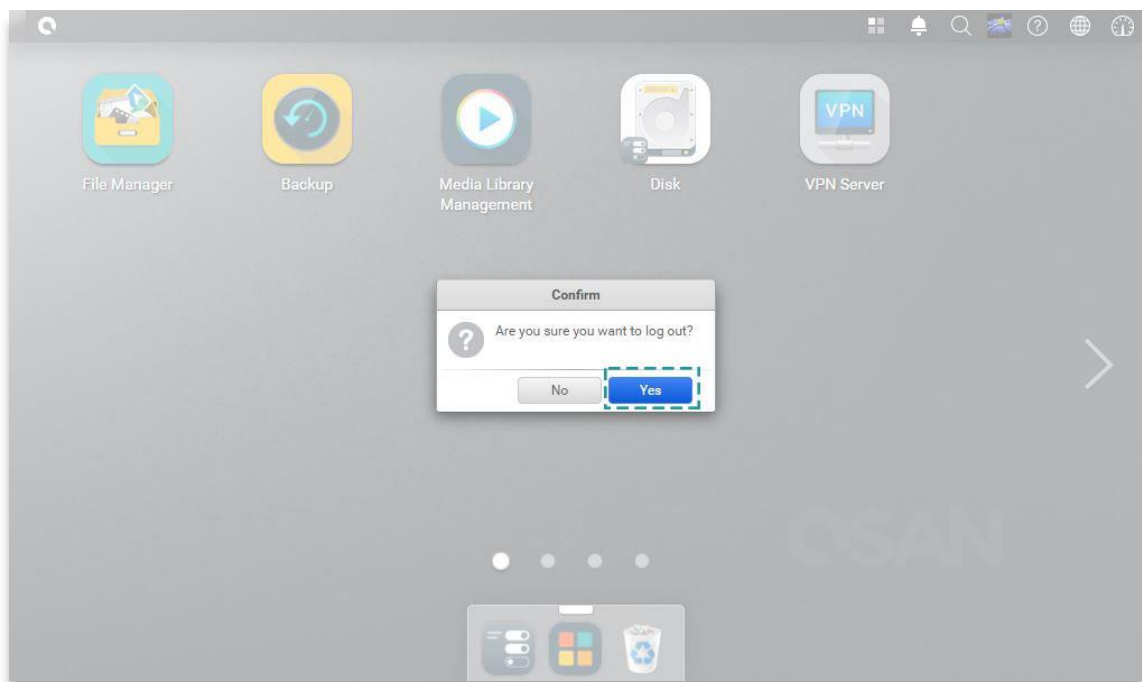 File Manager
Backup
Media Library
Management
Disk
VPN
VPN Server
Confirm
?
Are you sure you want to log out?
No
Yes
QSAN